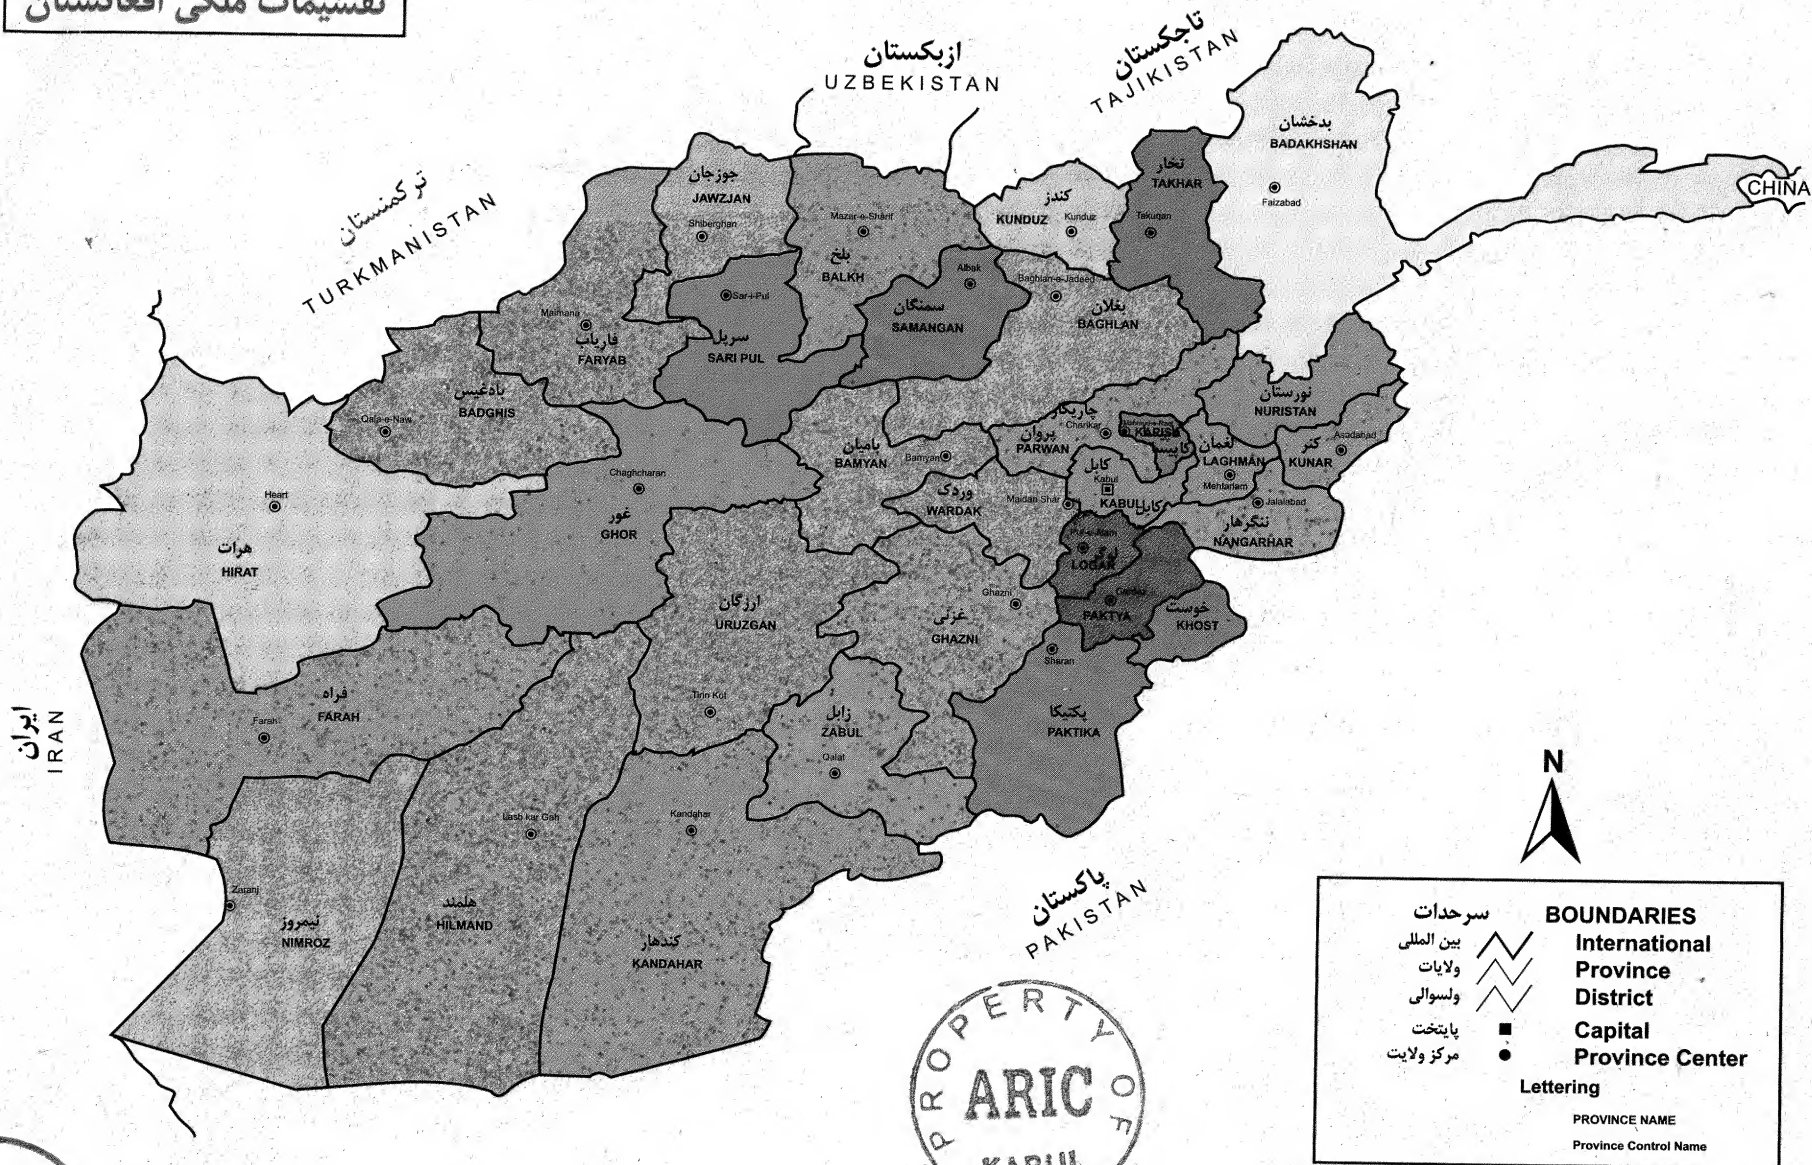 تقسیمات ملکی افغانستان
ازبکستان
UZBEKISTAN
تاجکستان
TAJIKISTAN
ترکمنستان
TURKMANISTAN
CHINA
بدخشان
BADAKHSHAN
Faizabad
تخار
TAKHAR
Takuqan
کندز
KUNDUZ
Kunduz
جوزجان
JAWZJAN
Shiberghan
Mazar-e-Sharif
بلخ
BALKH
Albak
سمنگان
SAMANGAN
Baghlan-e-Jadeed
بغلان
BAGHLAN
Sar-i-Pul
سرپل
SARI PUL
Maimana
فاریاب
FARYAB
بادغیس
BADGHIS
Qala-e-Naw
Heart
هرات
HIRAT
Chaghcharan
غور
GHOR
بامیان
BAMYAN
Bamyan
چاریکار
Charikar
پروان
PARWAN
کاپیسا
نورستان
NURISTAN
لغمان
LAGHMAN
Mehtarlam
کنر
KUNAR
Asadabad
کابل
Kabul
KABUL
کابل
وردک
WARDAK
Maidan Shar
Jalalabad
ننگرهار
NANGARHAR
Pul-e-Alam
لوگر
LOGAR
PAKTYA
خوست
KHOST
ارزگان
URUZGAN
Tirin Kot
Ghazni
غزنی
GHAZNI
Sharan
پکتیکا
PAKTIKA
زابل
ZABUL
Qalat
فراه
FARAH
Farah
ایران
IRAN
Zaranj
نیمروز
NIMROZ
Lash kar Gah
هلمند
HILMAND
Kandahar
کندهار
KANDAHAR
پاکستان
PAKISTAN
N
سرحدات BOUNDARIES
بین المللی International
ولایات Province
ولسوالی District
پایتخت Capital
مرکز ولایت Province Center
Lettering
PROVINCE NAME
Province Control Name
PROPERTY OF
ARIC
KABUL